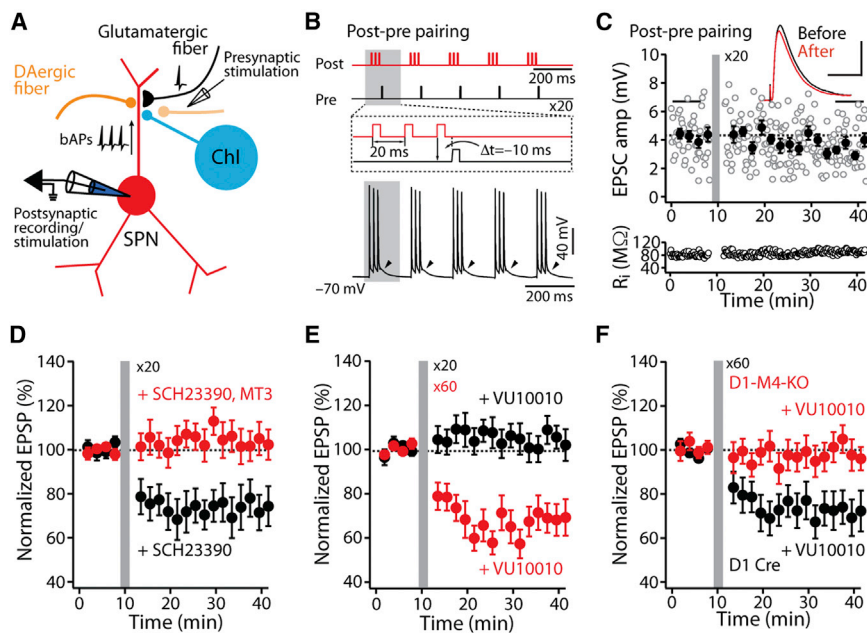 A
Glutamatergic
fiber
DAergic
fiber
Presynaptic
stimulation
bAPs
ChI
Postsynaptic
recording/
stimulation
SPN
B
Post-pre pairing
Post
200 ms
Pre
x20
20 ms
Δt=−10 ms
40 mV
−70 mV
200 ms
C
Post-pre pairing
x20
Before
After
EPSC amp (mV)
10
8
6
4
2
0
0 10 20 30 40
Ri (MΩ)
120
80
40
0 10 20 30 40
Time (min)
D
x20
+ SCH23390, MT3
+ SCH23390
Normalized EPSP (%)
140
120
100
80
60
40
0 10 20 30 40
Time (min)
E
x20
x60
+ VU10010
+ VU10010
Normalized EPSP (%)
140
120
100
80
60
40
0 10 20 30 40
Time (min)
F
x60
D1-M4-KO
+ VU10010
+ VU10010
D1 Cre
Normalized EPSP (%)
140
120
100
80
60
40
0 10 20 30 40
Time (min)